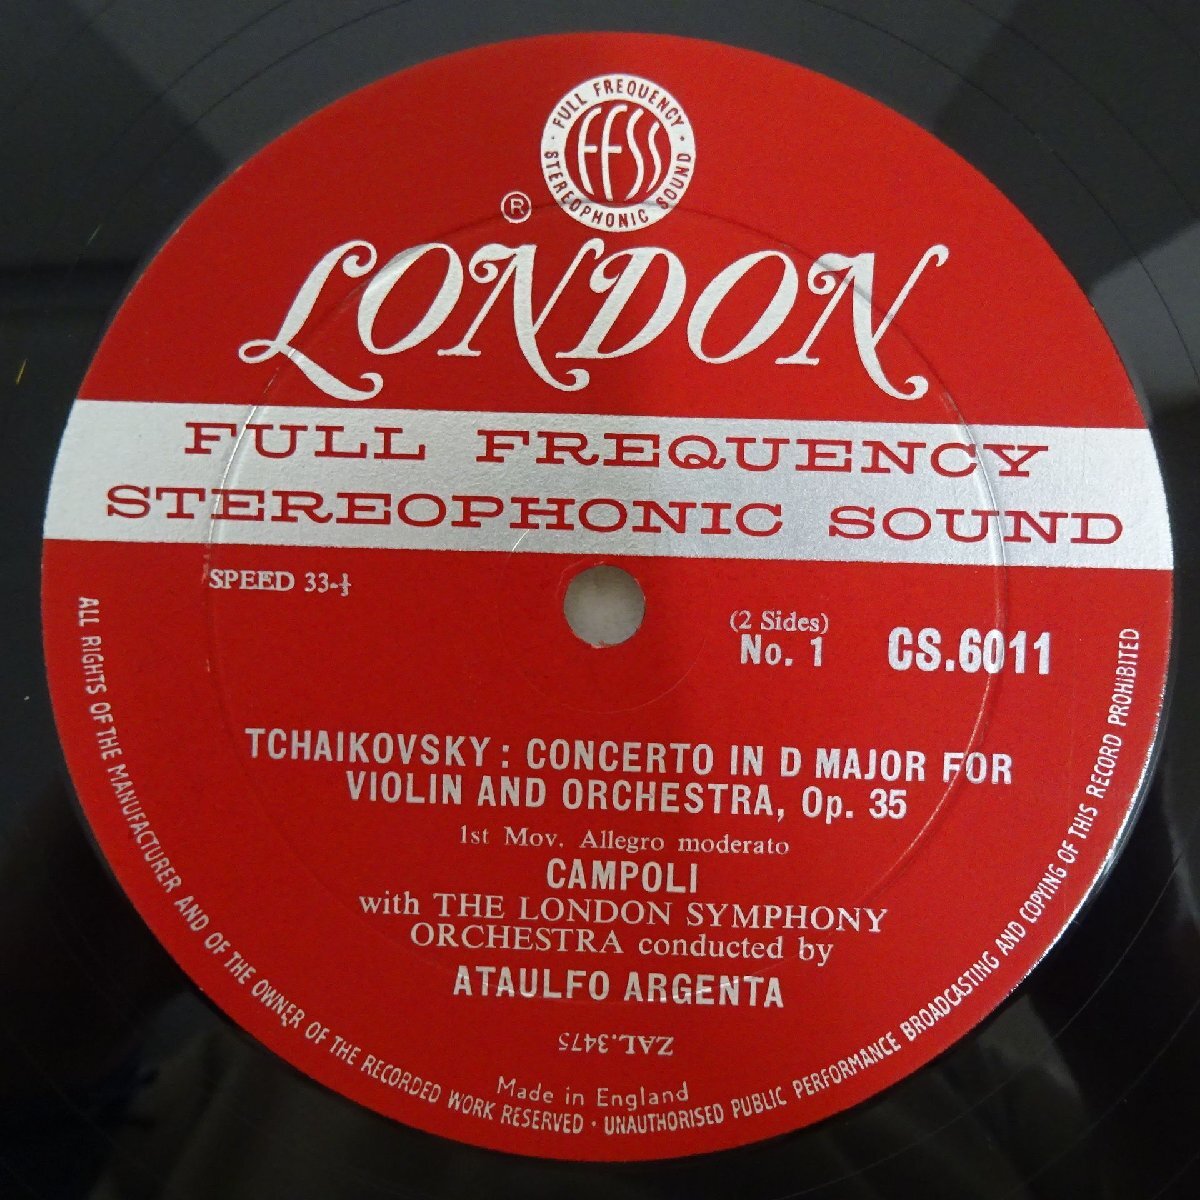 FULL FREQUENCY
FFSS
STEREOPHONIC SOUND
®
LONDON
FULL FREQUENCY
STEREOPHONIC SOUND
SPEED 33-⅓
(2 Sides)
No. 1
CS.6011
TCHAIKOVSKY : CONCERTO IN D MAJOR FOR
VIOLIN AND ORCHESTRA, Op. 35
1st Mov. Allegro moderato
CAMPOLI
with THE LONDON SYMPHONY
ORCHESTRA conducted by
ATAULFO ARGENTA
ZAL.3475
Made in England
ALL RIGHTS OF THE MANUFACTURER AND OF THE OWNER OF THE RECORDED WORK RESERVED · UNAUTHORISED PUBLIC PERFORMANCE BROADCASTING AND COPYING OF THIS RECORD PROHIBITED